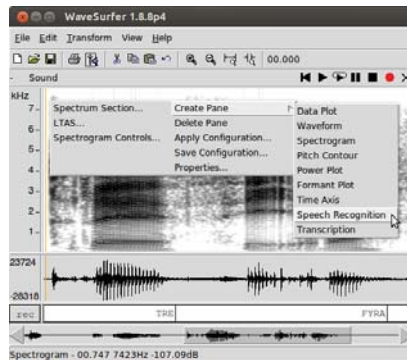 WaveSurfer 1.8.8p4
File Edit Transform View Help
00.000
Sound
kHz
7
6
5
4
3
2
1
Spectrum Section...
LTAS...
Spectrogram Controls...
Create Pane
Delete Pane
Apply Configuration...
Save Configuration...
Properties...
Data Plot
Waveform
Spectrogram
Pitch Contour
Power Plot
Formant Plot
Time Axis
Speech Recognition
Transcription
23724
-26318
rec TRE FYRA
Spectrogram - 00.747 7423Hz -107.09dB